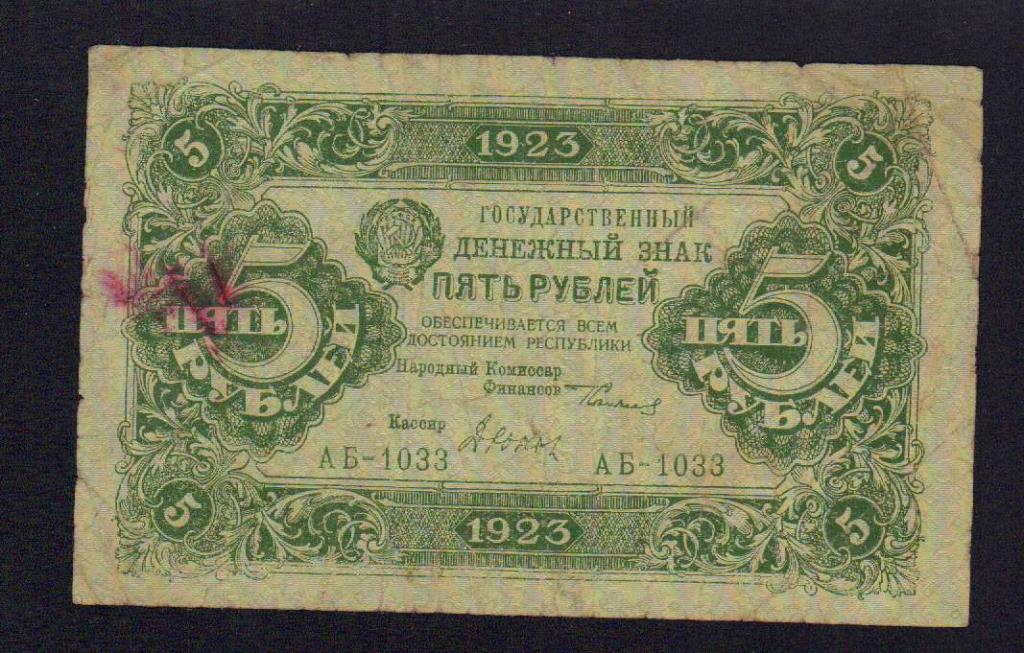 5 1923 5
ГОСУДАРСТВЕННЫЙ
ДЕНЕЖНЫЙ ЗНАК
ПЯТЬ РУБЛЕЙ
5 ПЯТЬ РУБЛЕЙ
5 ПЯТЬ РУБЛЕЙ
ОБЕСПЕЧИВАЕТСЯ ВСЕМ
ДОСТОЯНИЕМ РЕСПУБЛИКИ
Народный Комиссар
Финансов
Кассир
АБ-1033 АБ-1033
5 1923 5